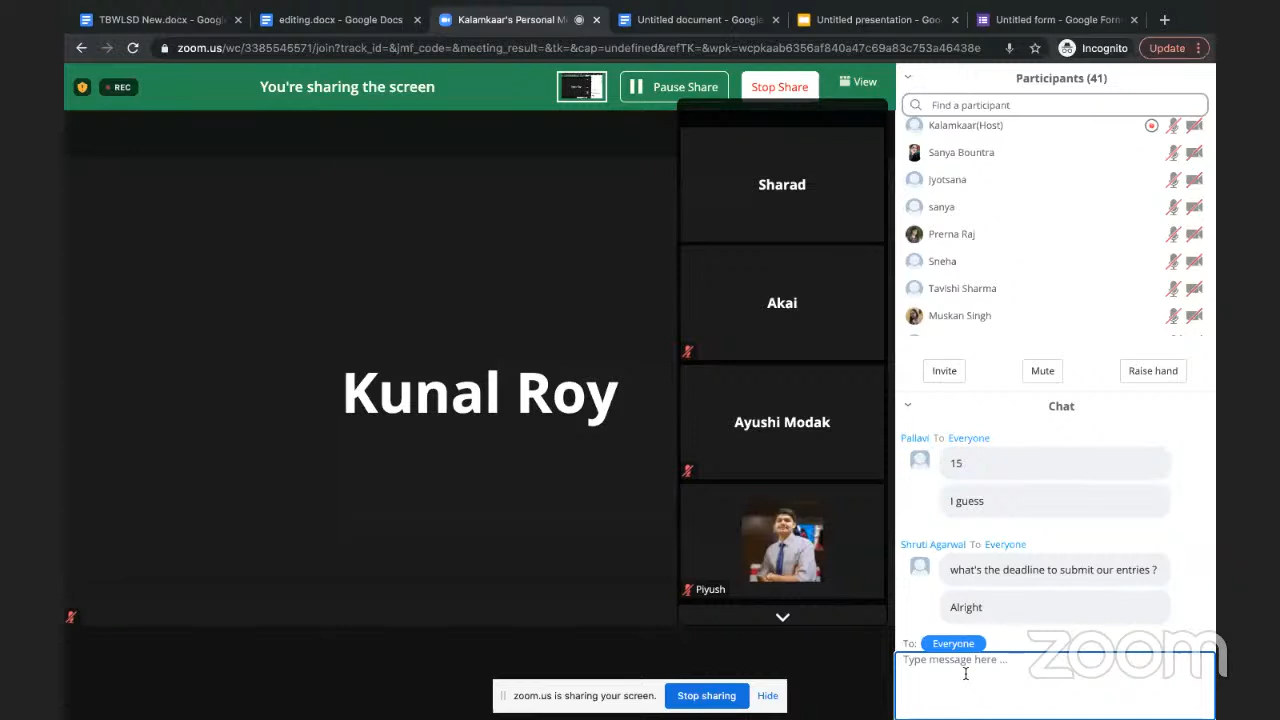 TBWLSD New.docx - Googl
editing.docx - Google Docs
Kalamkaar's Personal M
Untitled document - Google
Untitled presentation - Goo
Untitled form - Google Form
zoom.us/wc/3385545571/join?track_id=&jmf_code=&meeting_result=&tk=&cap=undefined&refTK=&wpk=wcpkaab6356af840a47c69a83c753a46938e
Incognito
Update
REC
You're sharing the screen
Pause Share
Stop Share
View
Participants (41)
Find a participant
Kalamkaar(Host)
Sanya Bountra
Jyotsana
sanya
Prerna Raj
Sneha
Tavishi Sharma
Muskan Singh
Invite
Mute
Raise hand
Sharad
Akai
Ayushi Modak
Piyush
Kunal Roy
Chat
Pallavi To Everyone
15
I guess
Shruti Agarwal To Everyone
what's the deadline to submit our entries ?
Alright
To: Everyone
Type message here ...
zoom
zoom.us is sharing your screen.
Stop sharing
Hide